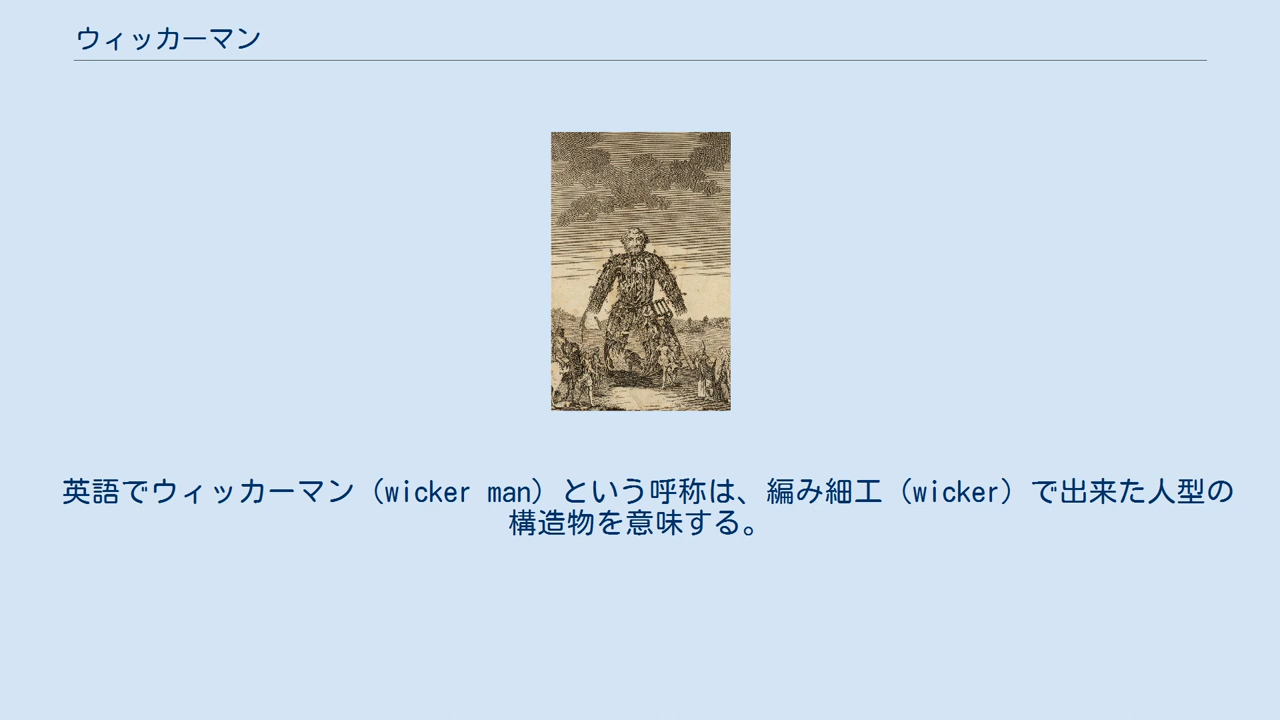 ウィッカーマン
英語でウィッカーマン（wicker man）という呼称は、編み細工（wicker）で出来た人型の
構造物を意味する。